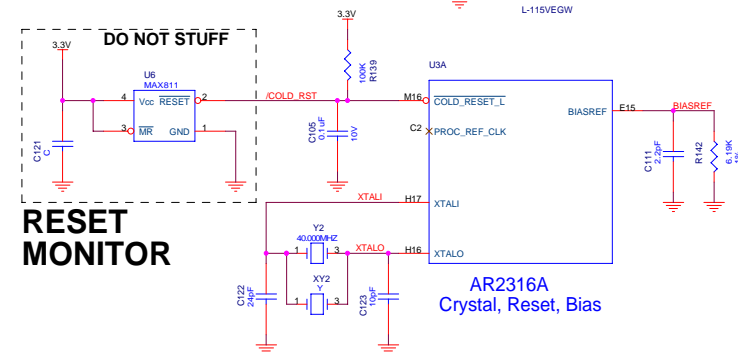 L-115VEGW
3.3V
DO NOT STUFF
3.3V
U6
MAX811
100K
R139
U3A
4
Vcc
RESET
2
/COLD_RST
M16
COLD_RESET_L
BIASREF
E15
BIASREF
3
MR
GND
1
C2
PROC_REF_CLK
C121
C
C105
0.1uF
10V
C111
2.2pF
R142
6.19K
XTALI
H17
XTALI
RESET
MONITOR
Y2
40.000MHZ
1
3
XTALO
H16
XTALO
XY2
Y
1
3
C122
24pF
C123
10pF
AR2316A
Crystal, Reset, Bias